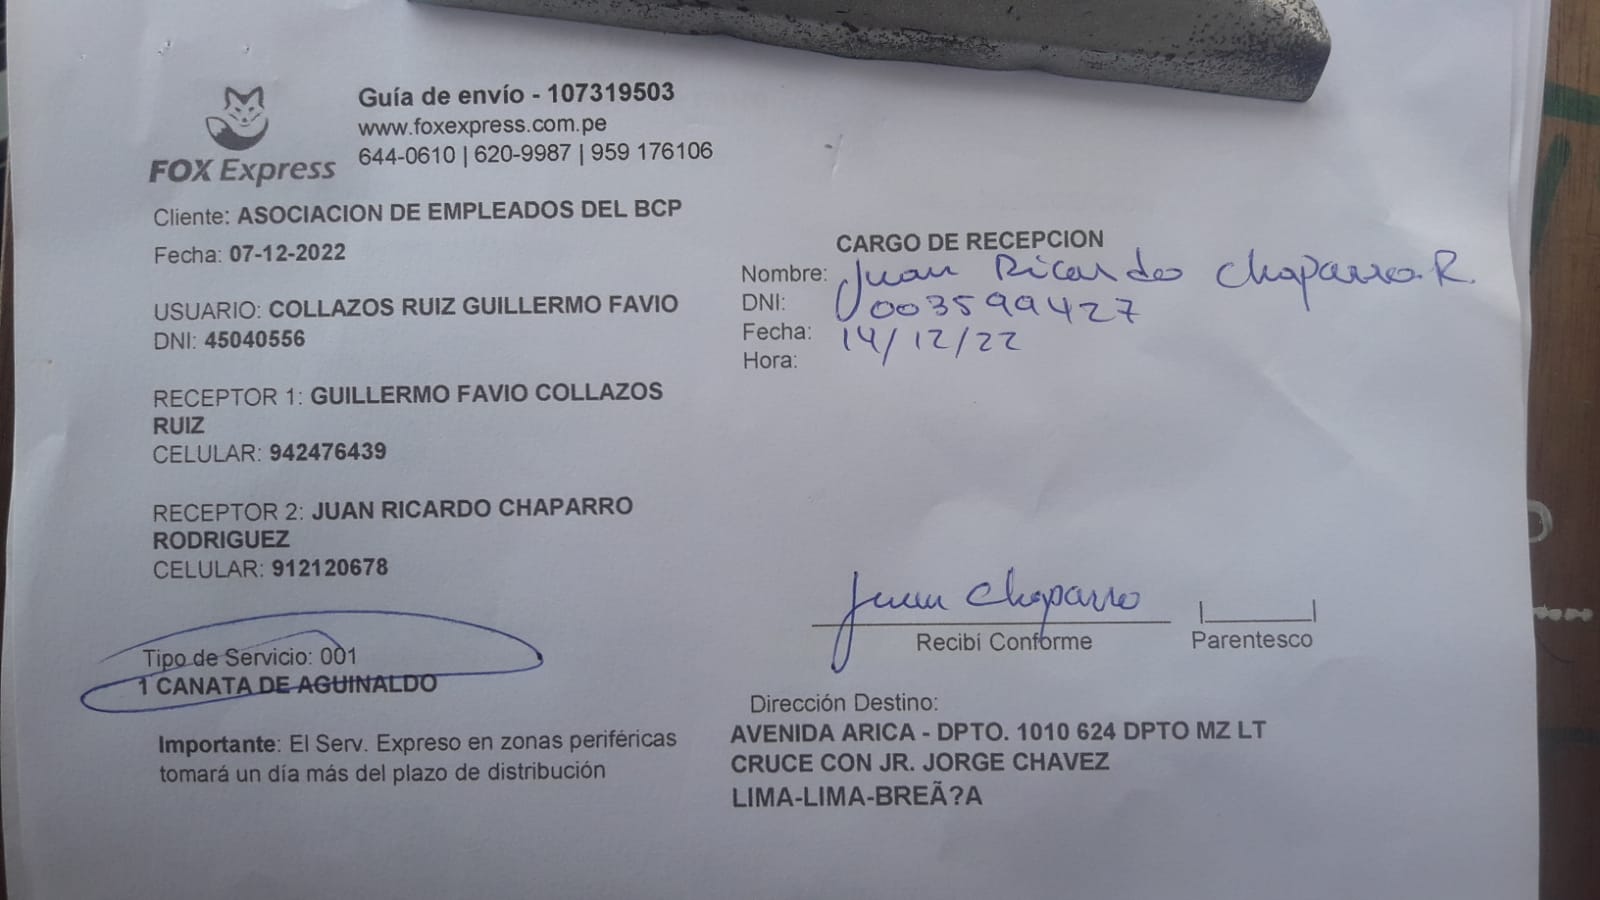 Guía de envío - 107319503
www.foxexpress.com.pe
644-0610 | 620-9987 | 959 176106
FOX Express
Cliente: ASOCIACION DE EMPLEADOS DEL BCP
Fecha: 07-12-2022
USUARIO: COLLAZOS RUIZ GUILLERMO FAVIO
DNI: 45040556
RECEPTOR 1: GUILLERMO FAVIO COLLAZOS
RUIZ
CELULAR: 942476439
RECEPTOR 2: JUAN RICARDO CHAPARRO
RODRIGUEZ
CELULAR: 912120678
Tipo de Servicio: 001
1 CANATA DE AGUINALDO
Importante: El Serv. Expreso en zonas periféricas
tomará un día más del plazo de distribución
CARGO DE RECEPCION
Nombre: Juan Ricardo Chaparro R.
DNI: 003599427
Fecha: 14/12/22
Hora:
Juan Chaparro
Recibí Conforme
Parentesco
Dirección Destino:
AVENIDA ARICA - DPTO. 1010 624 DPTO MZ LT
CRUCE CON JR. JORGE CHAVEZ
LIMA-LIMA-BREÃ?A